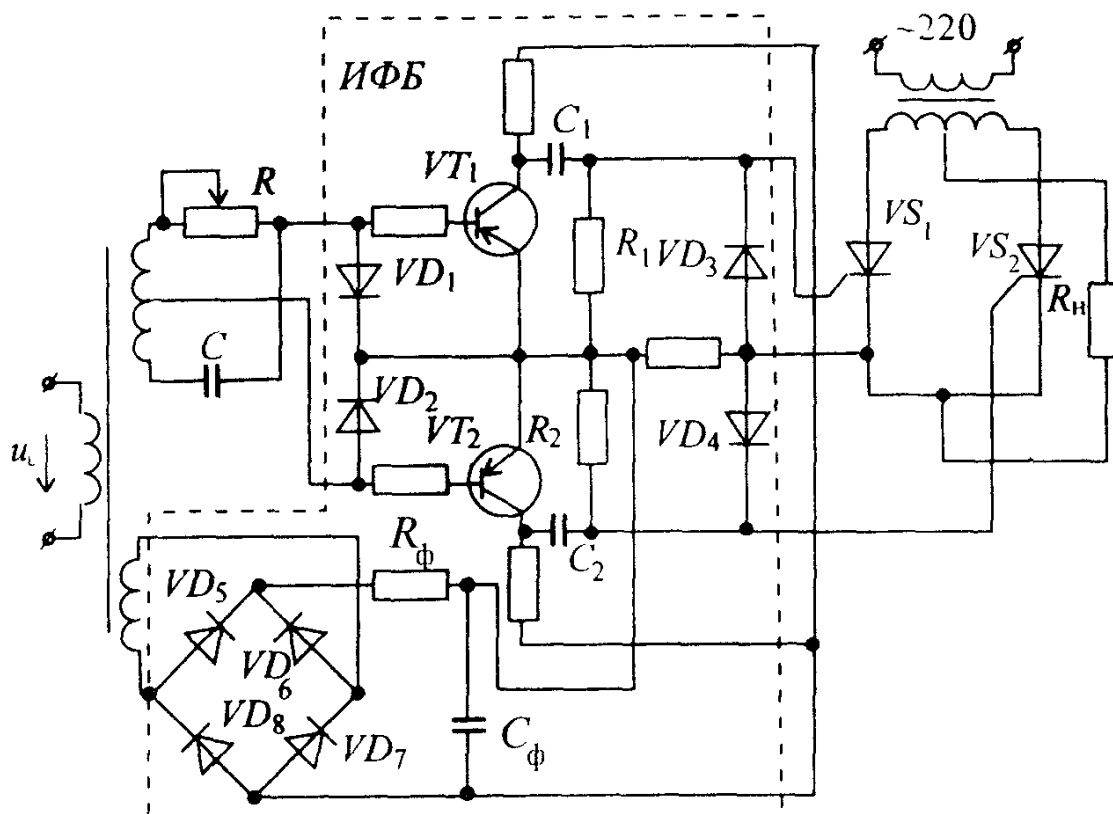 ~220
ИФБ
C₁
R
VT₁
VS₁
R₁
VD₃
VS₂
VD₁
Rн
C
VD₂
VT₂
R₂
VD₄
Rф
C₂
VD₅
VD₆
VD₈
VD₇
Cф